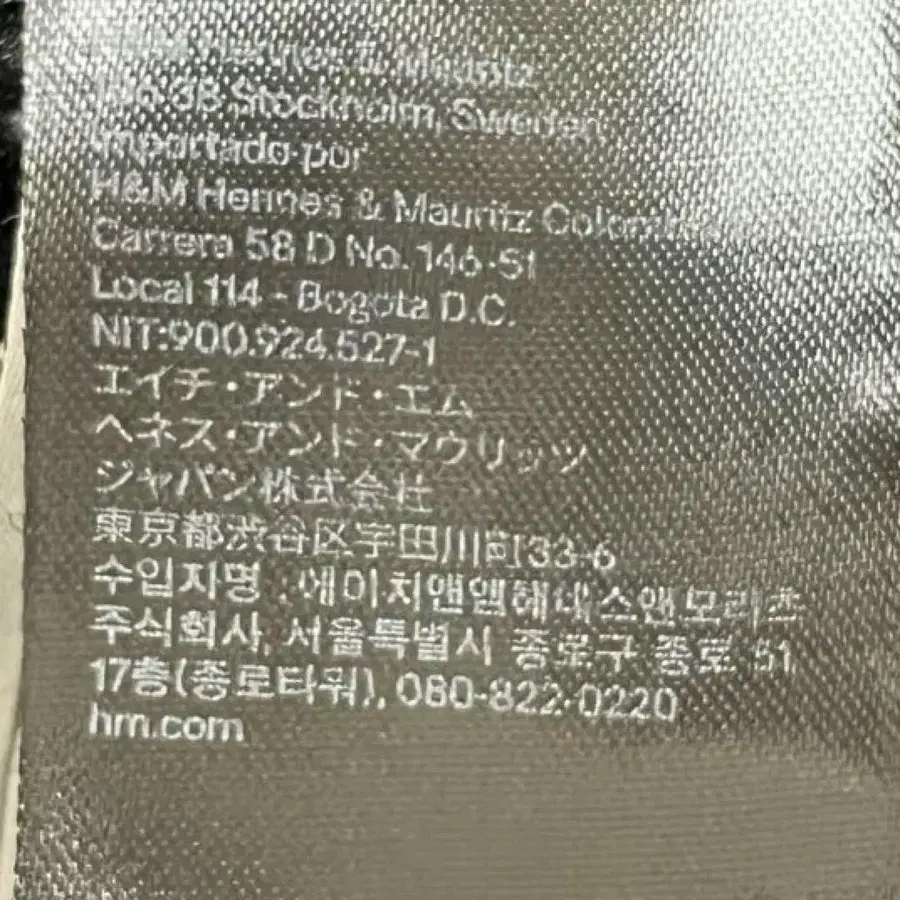 Stockholm, Sweden
Importado por
H&M Hennes & Mauritz
Carrera 58 D No. 146-51
Local 114 - Bogota D.C.
NIT:900.924.527-1
エイチ・アンド・エム
ヘネス・アンド・マウリッツ
ジャパン株式会社
東京都渋谷区宇田川町33-6
수입자명 : 에이치앤엠헤네스앤모리츠
주식회사, 서울특별시 종로구 종로 51,
17층(종로타워), 080-822-0220
hm.com